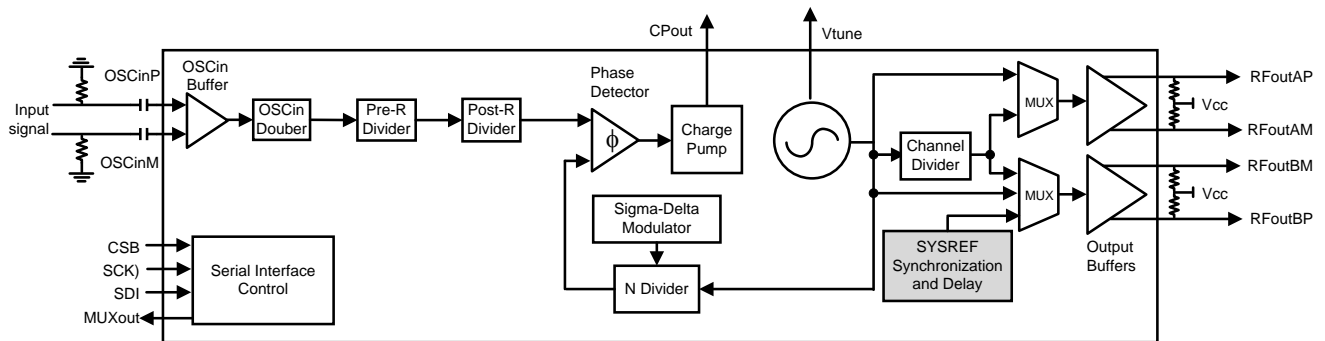 CPout
Vtune
OSCinP
OSCin
Buffer
Input
signal
OSCinM
OSCin
Douber
Pre-R
Divider
Post-R
Divider
Phase
Detector
ϕ
Charge
Pump
Channel
Divider
MUX
MUX
RFoutAP
Vcc
RFoutAM
RFoutBM
Vcc
RFoutBP
Sigma-Delta
Modulator
N Divider
SYSREF
Synchronization
and Delay
Output
Buffers
CSB
SCK)
SDI
MUXout
Serial Interface
Control